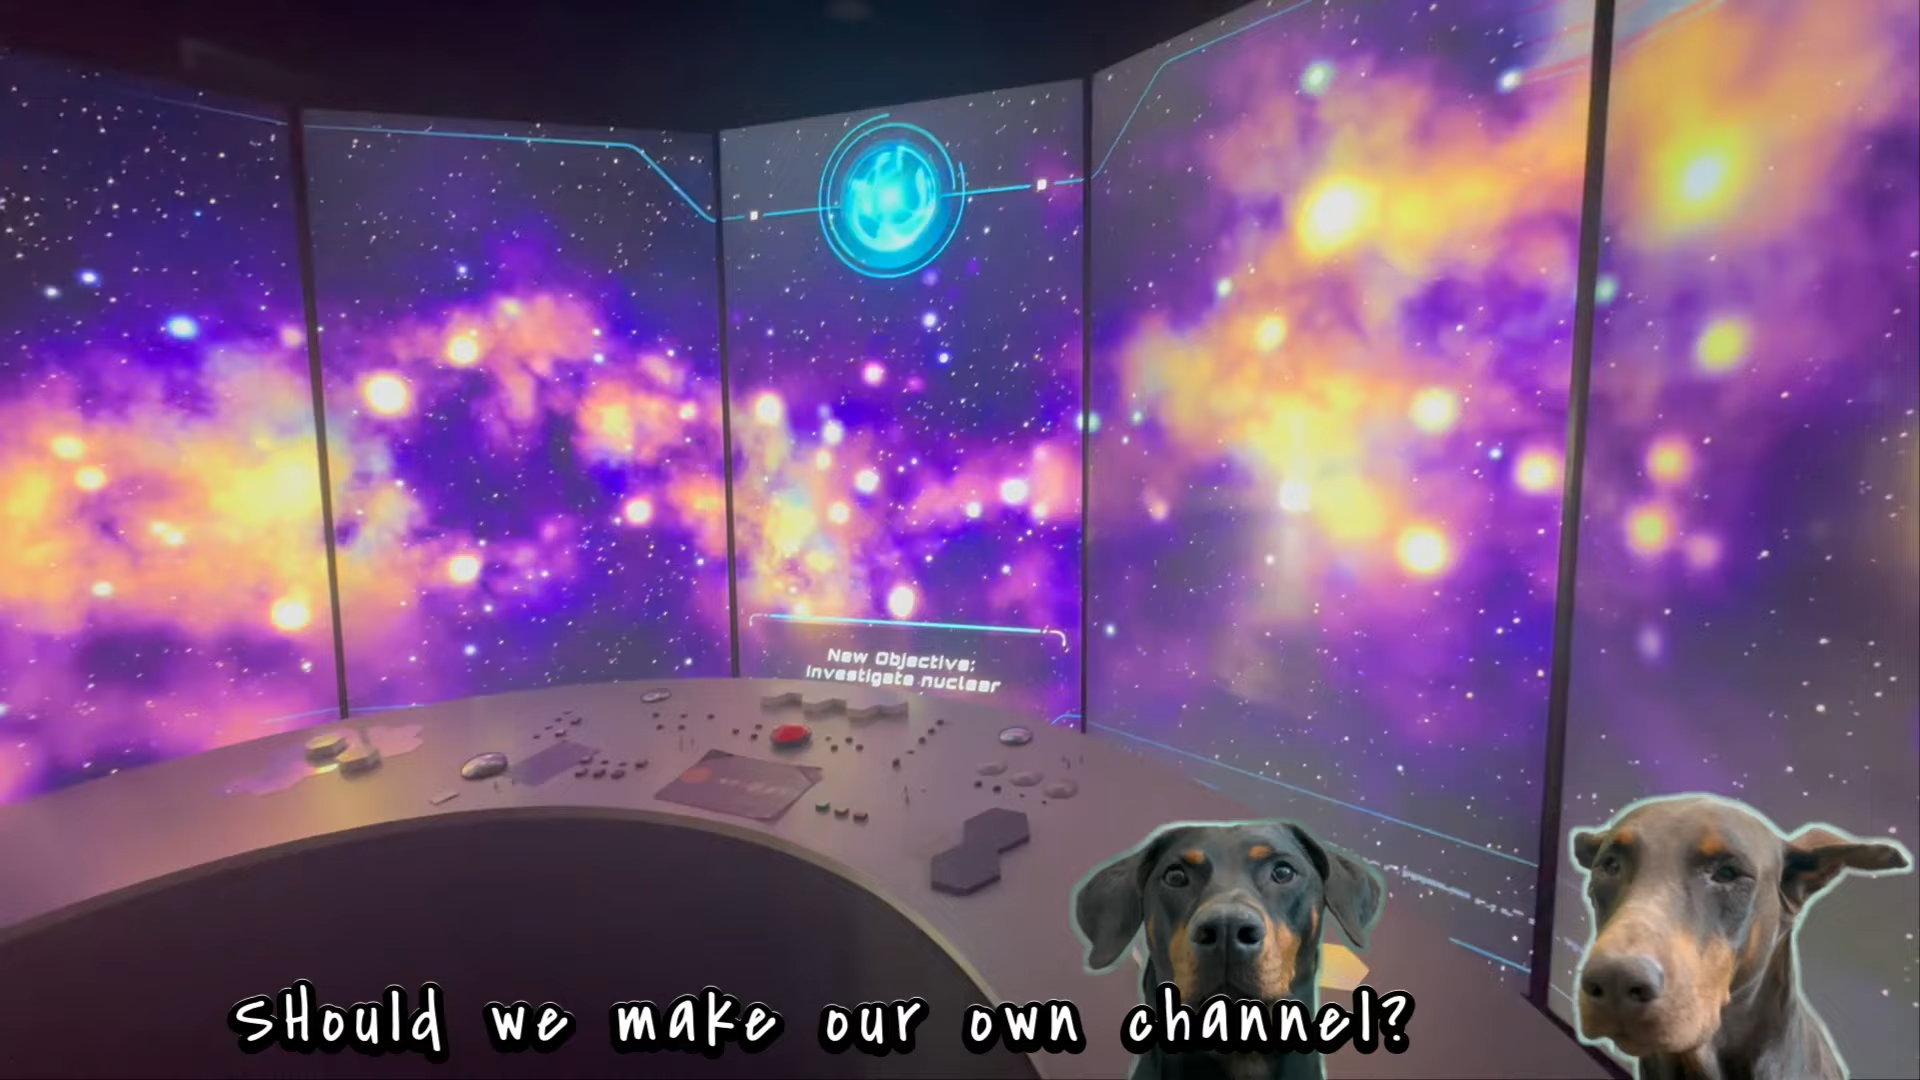 New Objective:
Investigate nuclear
SHould we make our own channel?